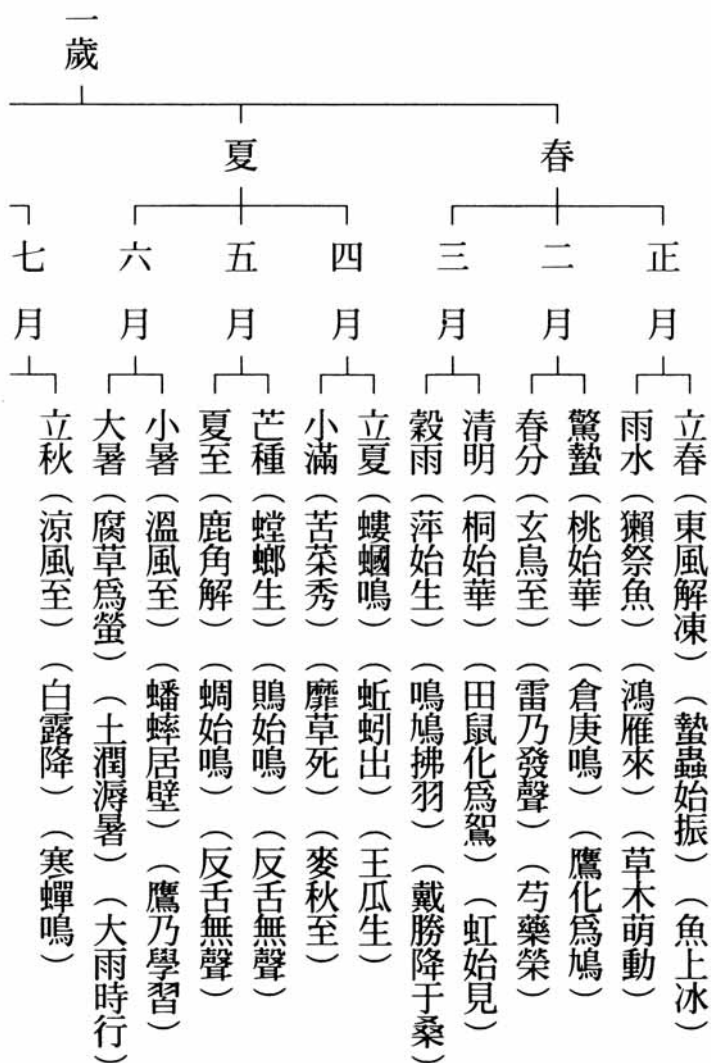 一歲
春
夏
正月
二月
三月
四月
五月
六月
七月
立春（東風解凍）（蟄蟲始振）（魚上冰）
雨水（獺祭魚）（鴻雁來）（草木萌動）
驚蟄（桃始華）（倉庚鳴）（鷹化爲鳩）
春分（玄鳥至）（雷乃發聲）（芍藥榮）
清明（桐始華）（田鼠化爲鴽）（虹始見）
穀雨（萍始生）（鳴鳩拂羽）（戴勝降于桑）
立夏（螻蟈鳴）（蚯蚓出）（王瓜生）
小滿（苦菜秀）（靡草死）（麥秋至）
芒種（螳螂生）（鵙始鳴）（反舌無聲）
夏至（鹿角解）（蜩始鳴）（反舌無聲）
小暑（溫風至）（蟋蟀居壁）（鷹乃學習）
大暑（腐草爲螢）（土潤溽暑）（大雨時行）
立秋（涼風至）（白露降）（寒蟬鳴）